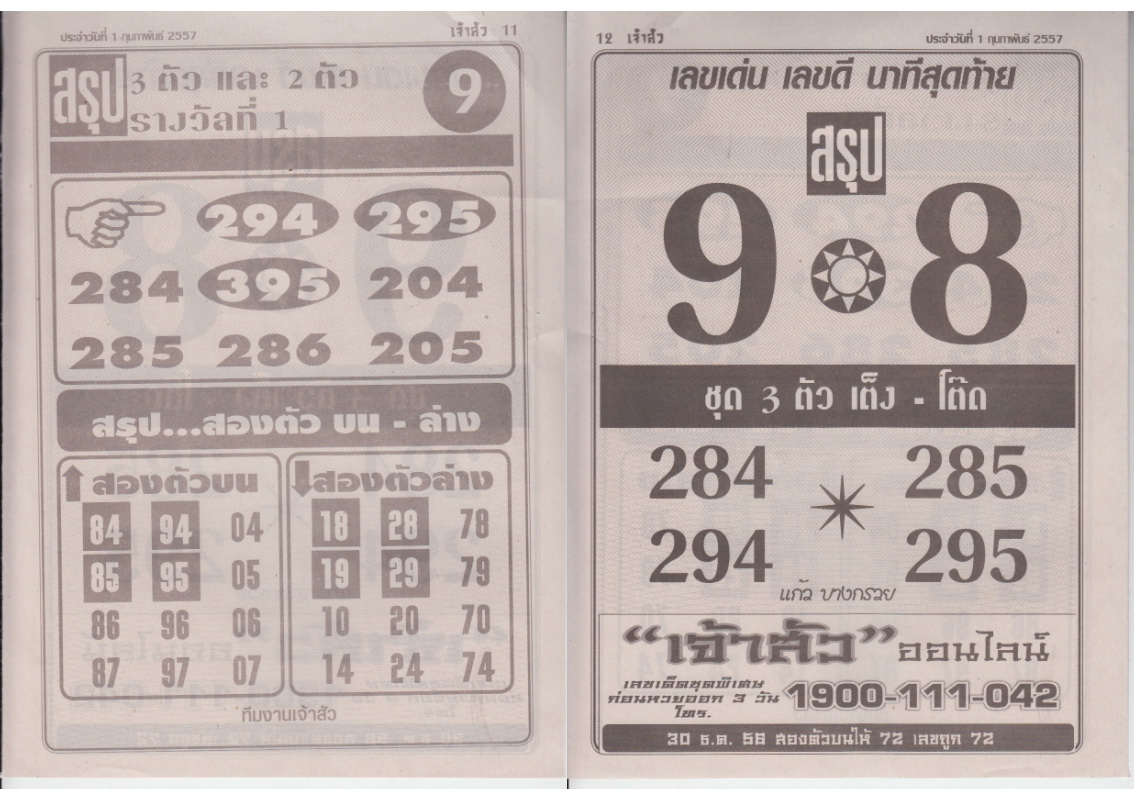 ประจำวันที่ 1 กุมภาพันธ์ 2557
เจ้าสัว 11
สรุป
3 ตัว และ 2 ตัว
รางวัลที่ 1
9
294 295
284 395 204
285 286 205
สรุป...สองตัว บน - ล่าง
สองตัวบน
84 94 04
85 95 05
86 96 06
87 97 07
สองตัวล่าง
18 28 78
19 29 79
10 20 70
14 24 74
ทีมงานเจ้าสัว
12 เจ้าสัว
ประจำวันที่ 1 กุมภาพันธ์ 2557
เลขเด่น เลขดี นาทีสุดท้าย
สรุป
9 8
ชุด 3 ตัว เต็ง - โต๊ด
284 285
294 295
แก้ว บางกรวย
“เจ้าสัว” ออนไลน์
เลขเด็ดชุดพิเศษ
ก่อนหวยออก 3 วัน
โทร.
1900-111-042
30 ธ.ค. 56 สองตัวบนให้ 72 เลขถูก 72